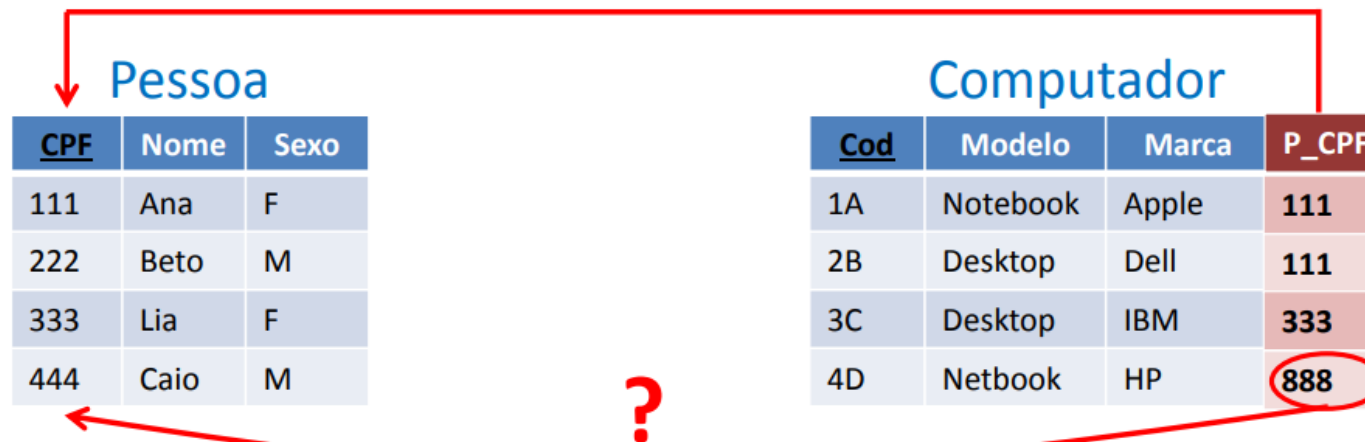 Pessoa
CPF Nome Sexo
111 Ana F
222 Beto M
333 Lia F
444 Caio M
Computador
Cod Modelo Marca P_CPF
1A Notebook Apple 111
2B Desktop Dell 111
3C Desktop IBM 333
4D Netbook HP 888
?